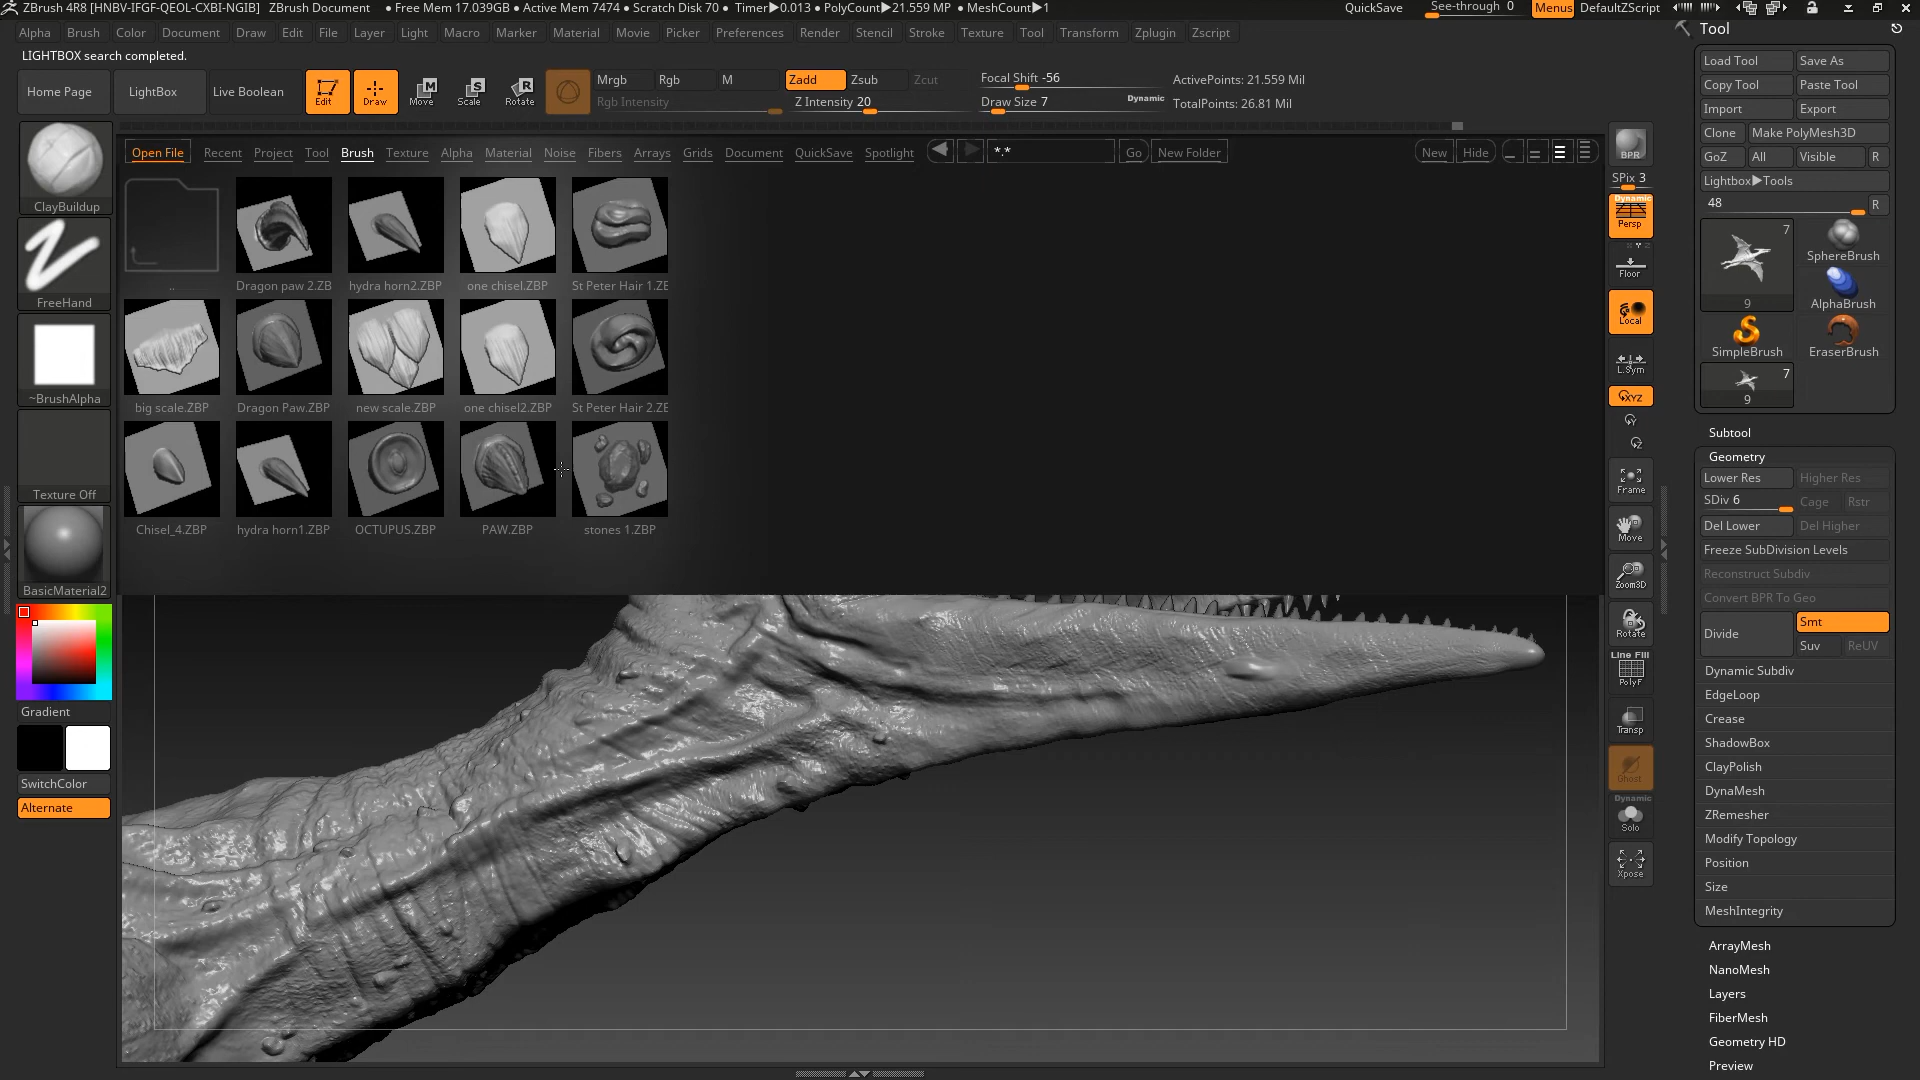 ZBrush 4R8 [HNBV-IFGF-QEOL-CXBI-NGIB] ZBrush Document • Free Mem 17.039GB • Active Mem 7474 • Scratch Disk 70 • Timer▶0.013 • PolyCount▶21.559 MP • MeshCount▶1 QuickSave See-through 0 Menus DefaultZScript
Alpha Brush Color Document Draw Edit File Layer Light Macro Marker Material Movie Picker Preferences Render Stencil Stroke Texture Tool Transform Zplugin Zscript
LIGHTBOX search completed.
Home Page LightBox Live Boolean Edit Draw Move Scale Rotate
Mrgb Rgb M Zadd Zsub Zcut Focal Shift -56 ActivePoints: 21.559 Mil
Rgb Intensity Z Intensity 20 Draw Size 7 Dynamic TotalPoints: 26.81 Mil
Open File Recent Project Tool Brush Texture Alpha Material Noise Fibers Arrays Grids Document QuickSave Spotlight *.* Go New Folder New Hide
.. Dragon paw 2.ZB hydra horn2.ZBP one chisel.ZBP St Peter Hair 1.ZE
big scale.ZBP Dragon Paw.ZBP new scale.ZBP one chisel2.ZBP St Peter Hair 2.ZE
Chisel_4.ZBP hydra horn1.ZBP OCTUPUS.ZBP PAW.ZBP stones 1.ZBP
ClayBuildup
FreeHand
~BrushAlpha
Texture Off
BasicMaterial2
Gradient
SwitchColor
Alternate
BPR
SPix 3
Dynamic
Persp
Floor
Local
L.Sym
XYZ
Frame
Move
Zoom3D
Rotate
Line Fill
PolyF
Transp
Ghost
Dynamic
Solo
Xpose
Tool
Load Tool Save As
Copy Tool Paste Tool
Import Export
Clone Make PolyMesh3D
GoZ All Visible R
Lightbox▶Tools
48 R
7
9
SphereBrush
AlphaBrush
SimpleBrush EraserBrush
7
9
Subtool
Geometry
Lower Res Higher Res
SDiv 6 Cage Rstr
Del Lower Del Higher
Freeze SubDivision Levels
Reconstruct Subdiv
Convert BPR To Geo
Divide Smt
Suv ReUV
Dynamic Subdiv
EdgeLoop
Crease
ShadowBox
ClayPolish
DynaMesh
ZRemesher
Modify Topology
Position
Size
MeshIntegrity
ArrayMesh
NanoMesh
Layers
FiberMesh
Geometry HD
Preview